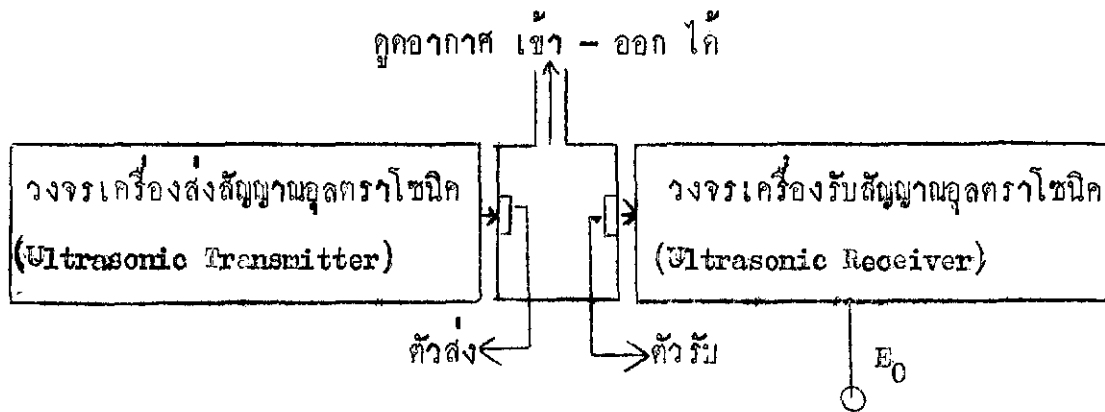 ดูดอากาศ เข้า - ออก ได้
วงจรเครื่องส่งสัญญาณอุลตราโซนิค
(Ultrasonic Transmitter)
วงจรเครื่องรับสัญญาณอุลตราโซนิค
(Ultrasonic Receiver)
ตัวส่ง
ตัวรับ
E0